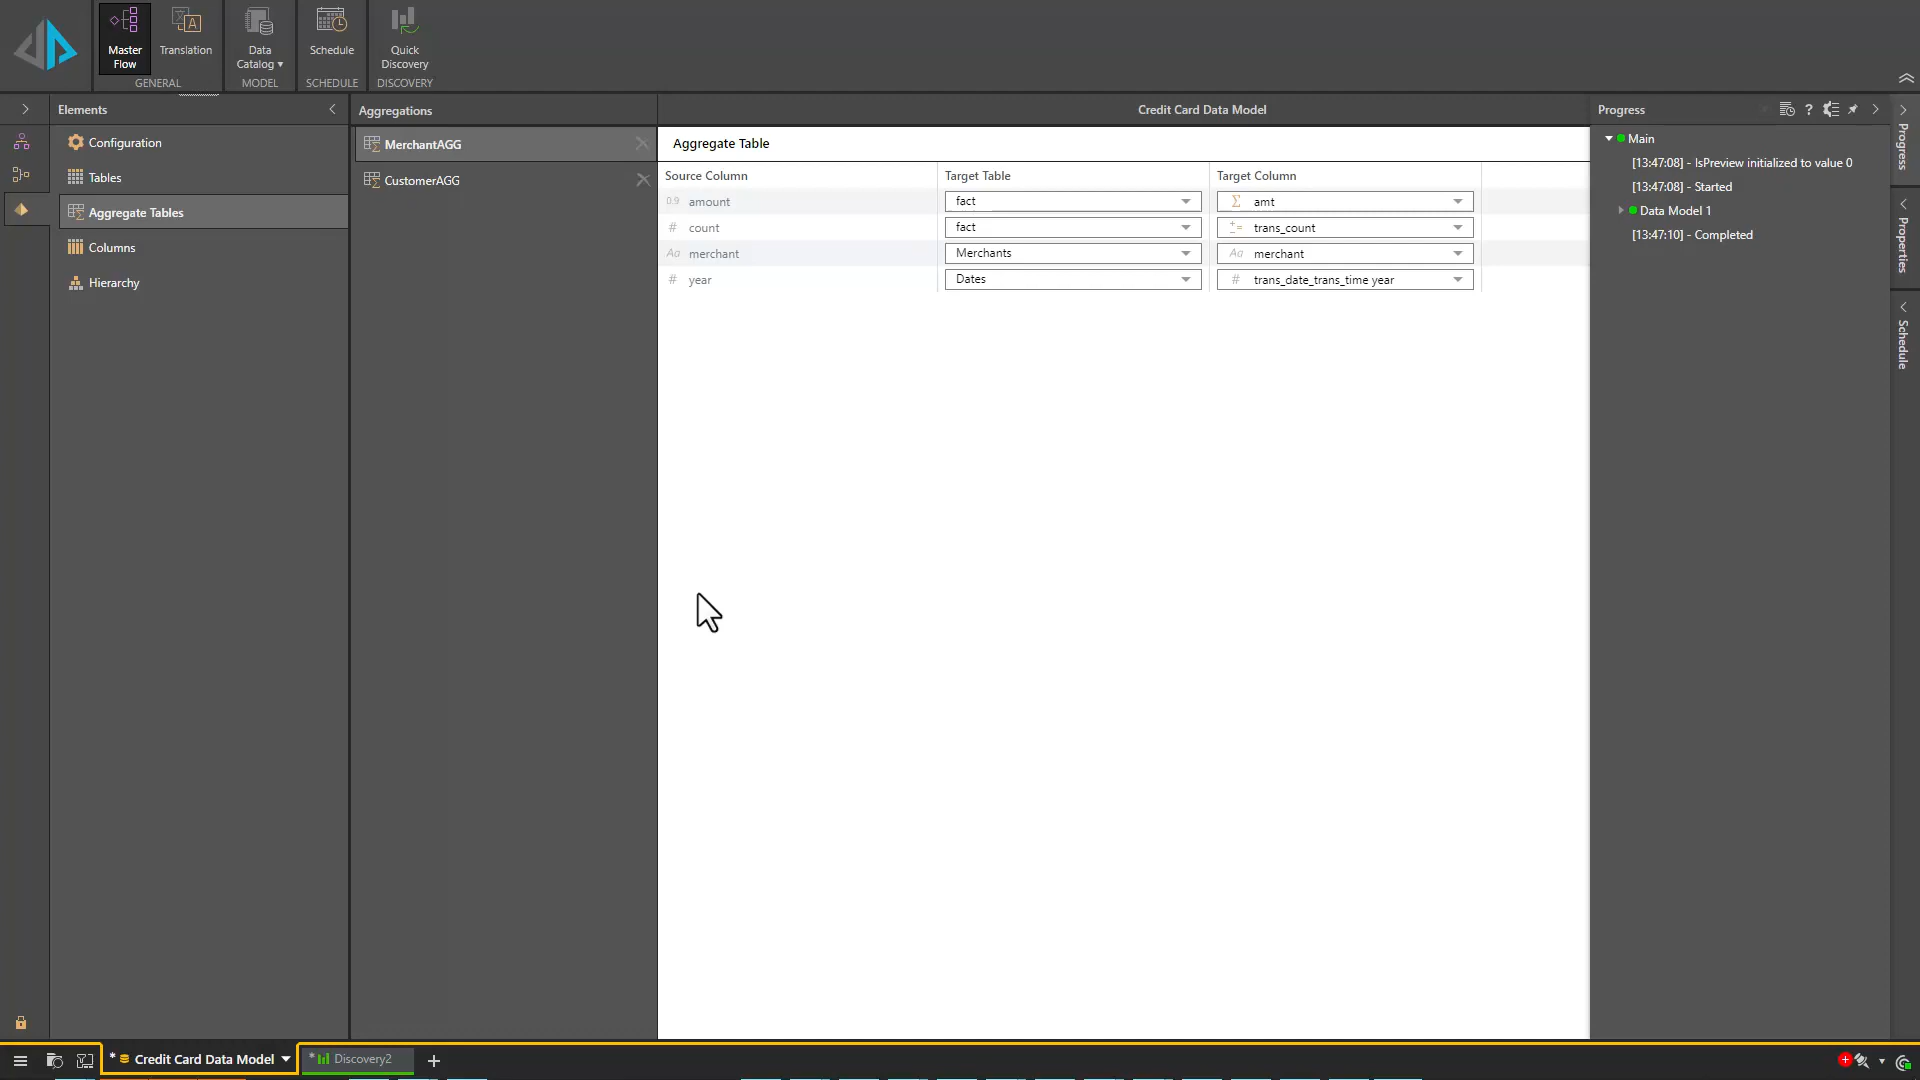 Master
Flow
Translation
GENERAL
Data
Catalog
MODEL
Schedule
SCHEDULE
Quick
Discovery
DISCOVERY
Elements
Configuration
Tables
Aggregate Tables
Columns
Hierarchy
Aggregations
MerchantAGG
CustomerAGG
Credit Card Data Model
Aggregate Table
Source Column Target Table Target Column
0.9 amount fact Σ amt
# count fact trans_count
Aa merchant Merchants Aa merchant
# year Dates # trans_date_trans_time year
Progress ?
Main
[13:47:08] - IsPreview initialized to value 0
[13:47:08] - Started
Data Model 1
[13:47:10] - Completed
Progress
Properties
Schedule
* Credit Card Data Model
* Discovery2
+